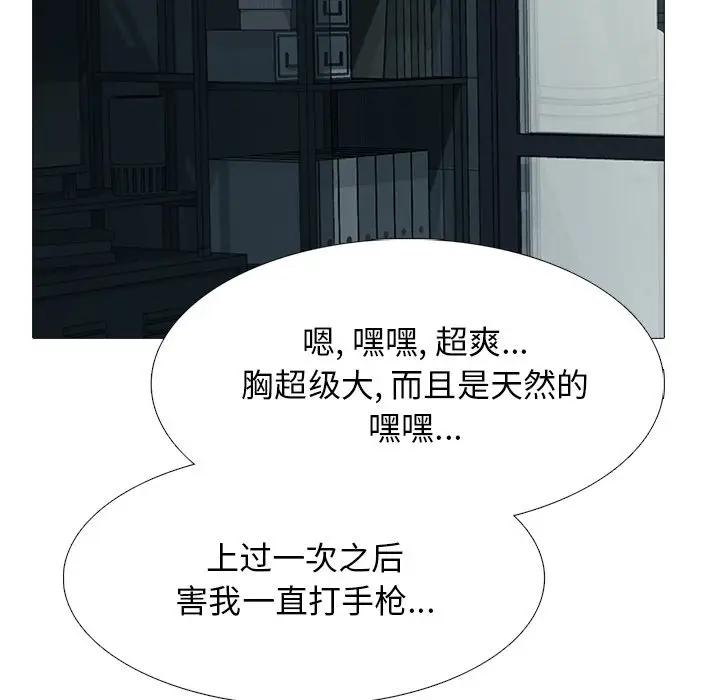 嗯, 嘿嘿, 超爽...
胸超级大, 而且是天然的
嘿嘿...
上过一次之后
害我一直打手枪...